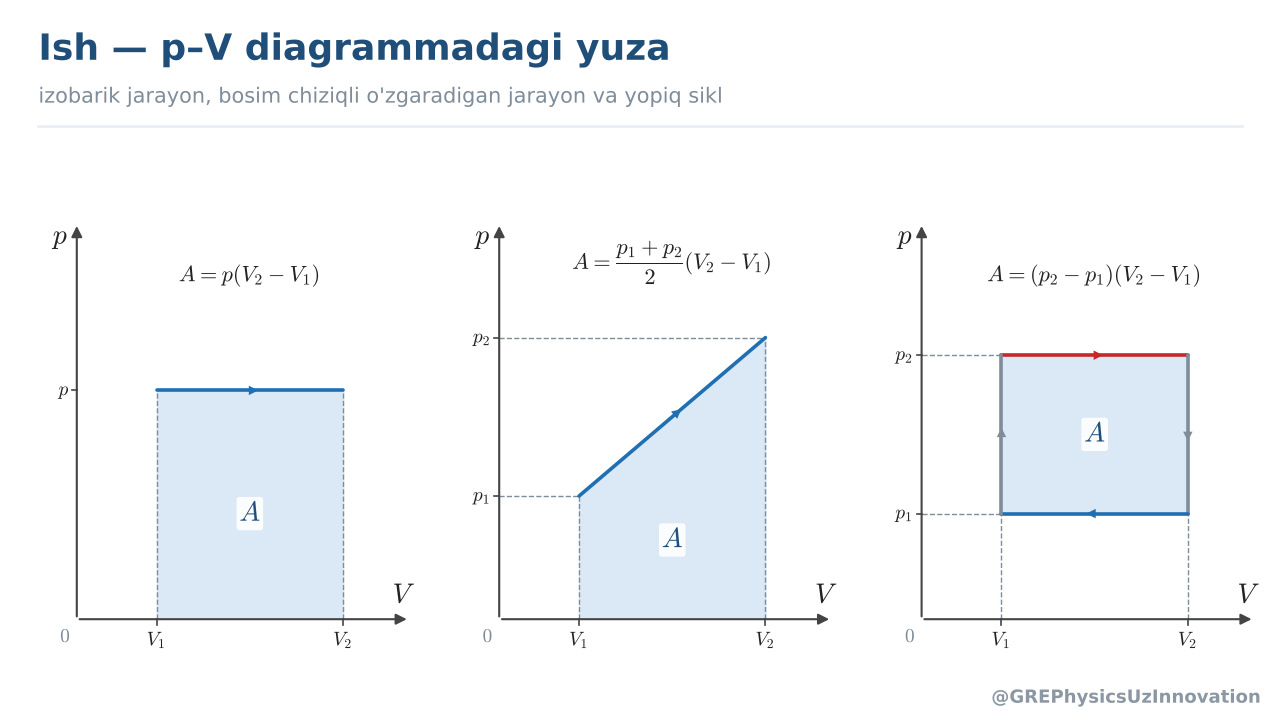 Ish — p–V diagrammadagi yuza
izobarik jarayon, bosim chiziqli o'zgaradigan jarayon va yopiq sikl
p
A = p(V₂ − V₁)
p
A
V
0
V₁
V₂
p
A = (p₁ + p₂)/2 (V₂ − V₁)
p₂
p₁
A
V
0
V₁
V₂
p
A = (p₂ − p₁)(V₂ − V₁)
p₂
A
p₁
V
0
V₁
V₂
@GREPhysicsUzInnovation